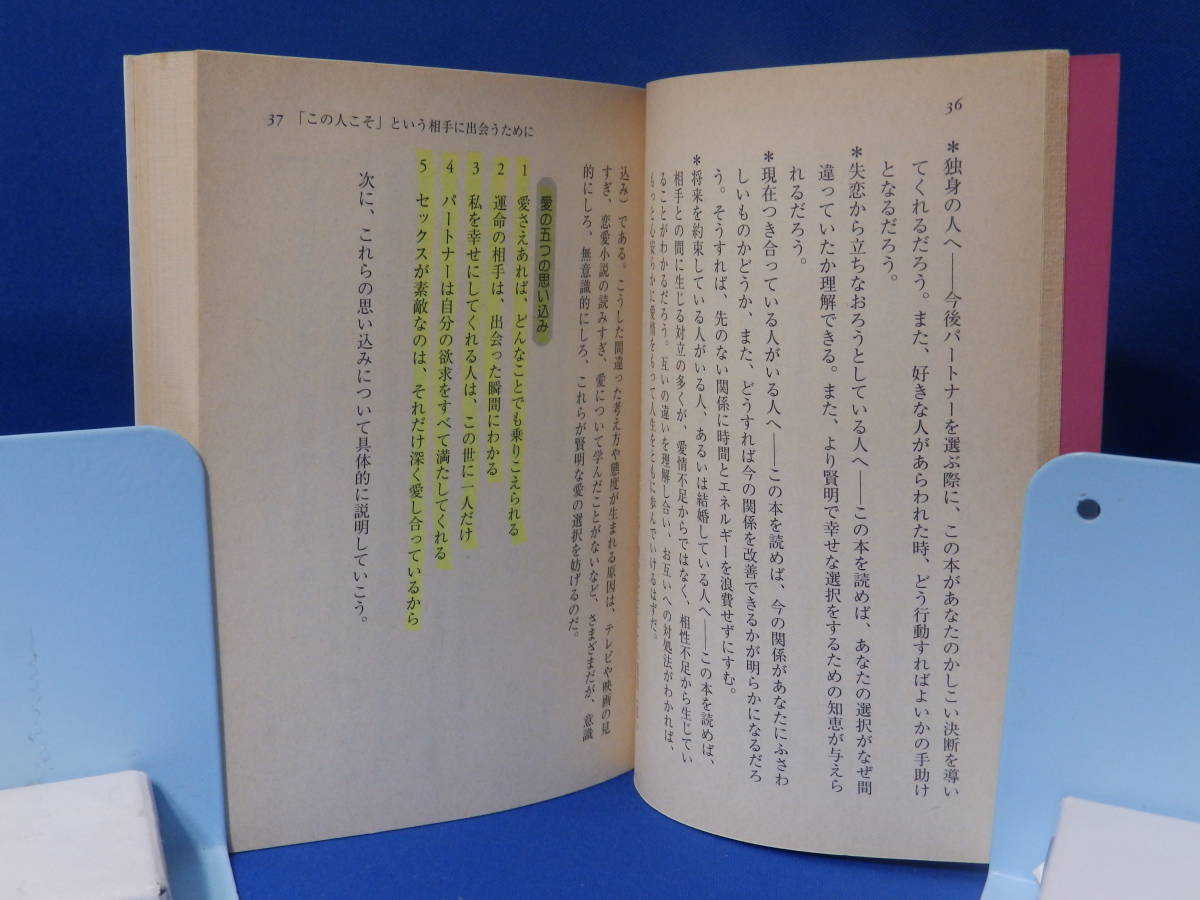 36
＊独身の人へ――今後パートナーを選ぶ際に、この本があなたのかしこい決断を導い
てくれるだろう。また、好きな人があらわれた時、どう行動すればよいかの手助け
となるだろう。
＊失恋から立ちなおろうとしている人へ――この本を読めば、あなたの選択がなぜ間
違っていたか理解できる。また、より賢明で幸せな選択をするための知恵が与えら
れるだろう。
＊現在つき合っている人がいる人へ――この本を読めば、今の関係があなたにふさわ
しいものかどうか、また、どうすれば今の関係を改善できるかが明らかになるだろ
う。そうすれば、先のない関係に時間とエネルギーを浪費せずにすむ。
＊将来を約束している人がいる人、あるいは結婚している人へ――この本を読めば、
相手との間に生じる対立の多くが、愛情不足からではなく、相性不足から生じてい
ることがわかるだろう。互いの違いを理解し合い、お互いへの対処法がわかれば、
もっと心安らかに愛情をもって人生をともに歩んでいけるはずだ。
37 「この人こそ」という相手に出会うために
込み）である。こうした間違った考え方や態度が生まれる原因は、テレビや映画の見
すぎ、恋愛小説の読みすぎ、愛について学んだことがないなど、さまざまだが、意識
的にしろ、無意識的にしろ、これらが賢明な愛の選択を妨げるのだ。
愛の五つの思い込み
1 愛さえあれば、どんなことでも乗りこえられる
2 運命の相手は、出会った瞬間にわかる
3 私を幸せにしてくれる人は、この世に一人だけ
4 パートナーは自分の欲求をすべて満たしてくれる
5 セックスが素敵なのは、それだけ深く愛し合っているから
次に、これらの思い込みについて具体的に説明していこう。